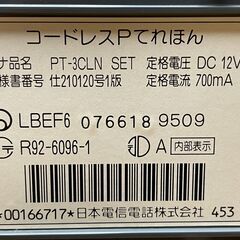 コードレスPてれほん
ナ品名 PT-3CLN SET 定格電圧 DC 12V
様書番号 仕210120号1版 定格電流 700mA
LBEF6 076618 9509
R92-6096-1 A 内部表示
*00166717*日本電信電話株式会社 453